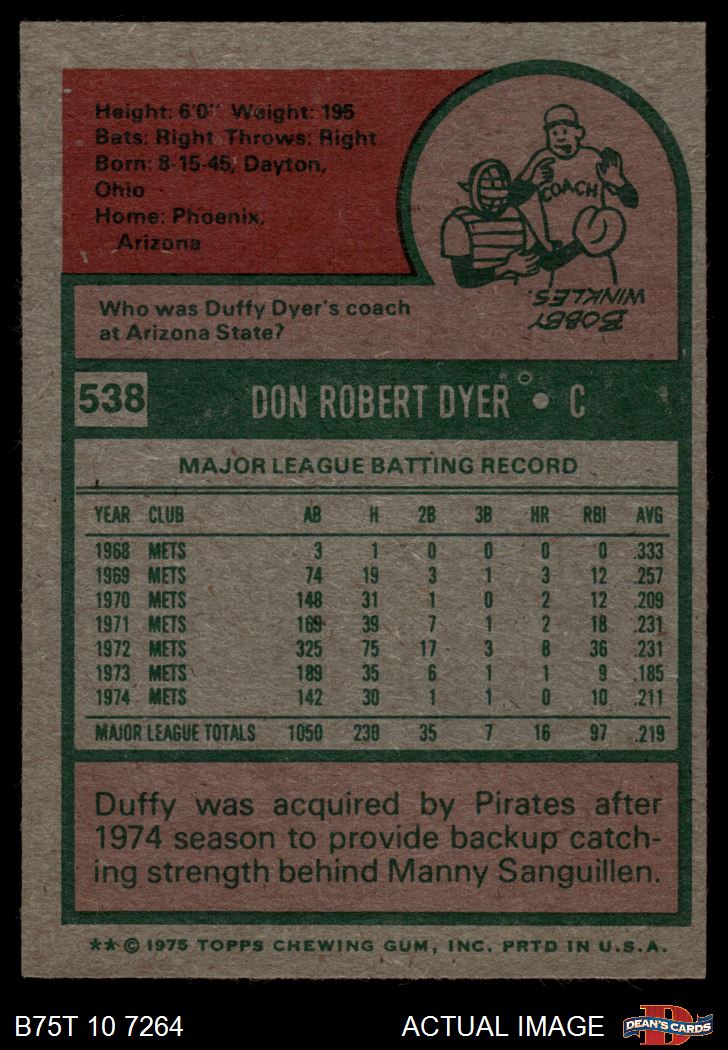 Height: 6'0" Weight: 195
Bats: Right Throws: Right
Born: 8-15-45, Dayton,
Ohio
Home: Phoenix,
Arizona
COACH
BOBBY
WINKLES.
Who was Duffy Dyer's coach
at Arizona State?
538 DON ROBERT DYER • C
MAJOR LEAGUE BATTING RECORD
YEAR CLUB AB H 2B 3B HR RBI AVG
1968 METS 3 1 0 0 0 0 .333
1969 METS 74 19 3 1 3 12 .257
1970 METS 148 31 1 0 2 12 .209
1971 METS 169 39 7 1 2 18 .231
1972 METS 325 75 17 3 8 36 .231
1973 METS 189 35 6 1 1 9 .185
1974 METS 142 30 1 1 0 10 .211
MAJOR LEAGUE TOTALS 1050 230 35 7 16 97 .219
Duffy was acquired by Pirates after
1974 season to provide backup catch-
ing strength behind Manny Sanguillen.
** © 1975 TOPPS CHEWING GUM, INC. PRTD IN U.S.A.
B75T 10 7264 ACTUAL IMAGE
D
DEAN'S CARDS